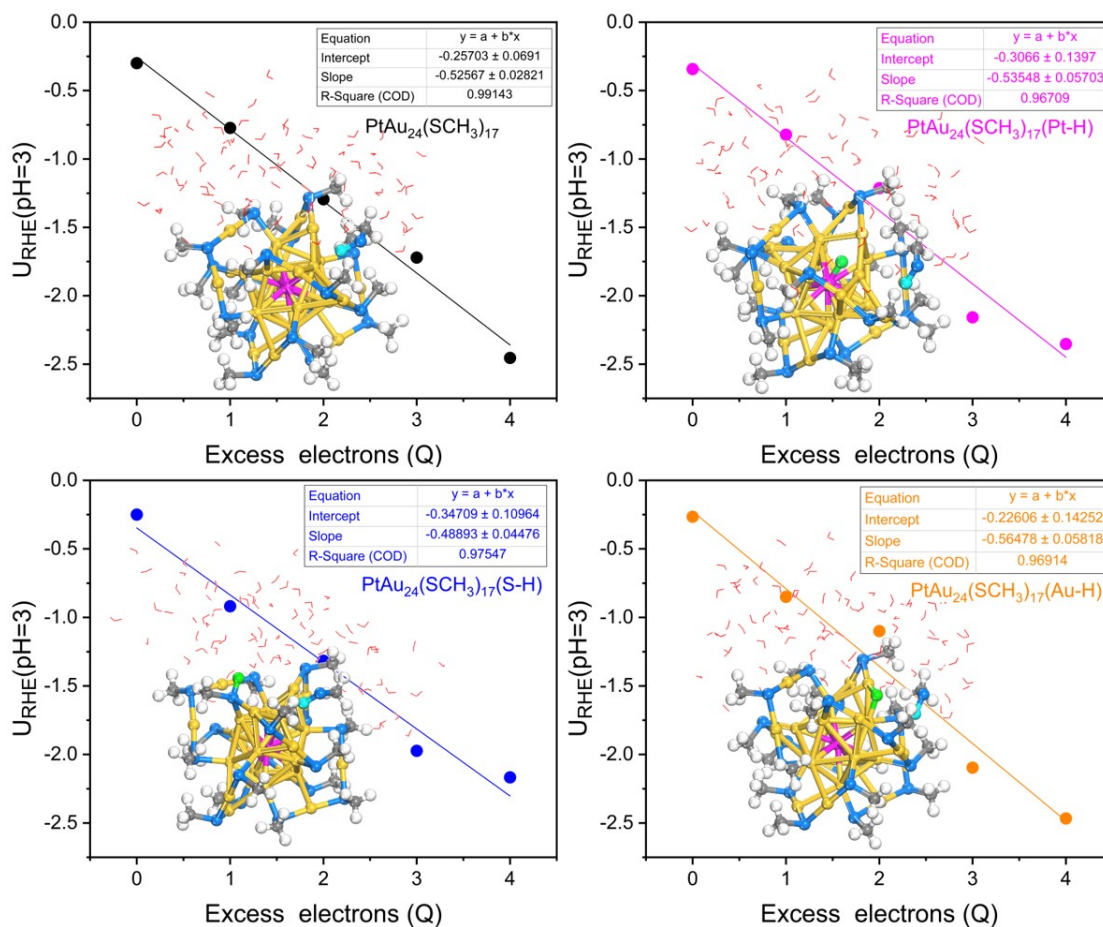 0.0
-0.5
-1.0
-1.5
-2.0
-2.5
U_RHE(pH=3)
Equation y = a + b*x
Intercept -0.25703 ± 0.0691
Slope -0.52567 ± 0.02821
R-Square (COD) 0.99143
PtAu24(SCH3)17
0 1 2 3 4
Excess electrons (Q)
0.0
-0.5
-1.0
-1.5
-2.0
-2.5
U_RHE(pH=3)
Equation y = a + b*x
Intercept -0.3066 ± 0.1397
Slope -0.53548 ± 0.05703
R-Square (COD) 0.96709
PtAu24(SCH3)17(Pt-H)
0 1 2 3 4
Excess electrons (Q)
0.0
-0.5
-1.0
-1.5
-2.0
-2.5
U_RHE(pH=3)
Equation y = a + b*x
Intercept -0.34709 ± 0.10964
Slope -0.48893 ± 0.04476
R-Square (COD) 0.97547
PtAu24(SCH3)17(S-H)
0 1 2 3 4
Excess electrons (Q)
0.0
-0.5
-1.0
-1.5
-2.0
-2.5
U_RHE(pH=3)
Equation y = a + b*x
Intercept -0.22606 ± 0.14252
Slope -0.56478 ± 0.05818
R-Square (COD) 0.96914
PtAu24(SCH3)17(Au-H)
0 1 2 3 4
Excess electrons (Q)